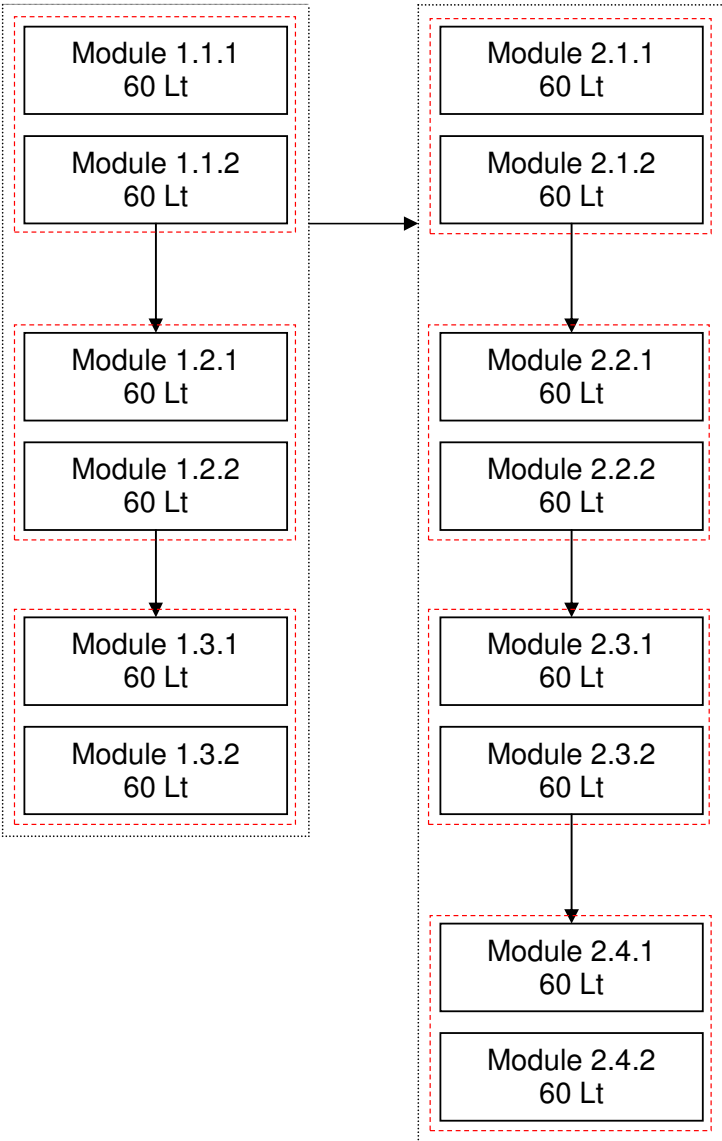 Module 1.1.1
60 Lt
Module 1.1.2
60 Lt
Module 1.2.1
60 Lt
Module 1.2.2
60 Lt
Module 1.3.1
60 Lt
Module 1.3.2
60 Lt
Module 2.1.1
60 Lt
Module 2.1.2
60 Lt
Module 2.2.1
60 Lt
Module 2.2.2
60 Lt
Module 2.3.1
60 Lt
Module 2.3.2
60 Lt
Module 2.4.1
60 Lt
Module 2.4.2
60 Lt